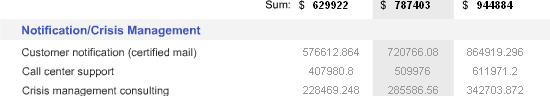 Sum: $ 629922 $ 787403 $ 944884
Notification/Crisis Management
Customer notification (certified mail) 576612.864 720766.08 864919.296
Call center support 407980.8 509976 611971.2
Crisis management consulting 228469.248 285586.56 342703.872